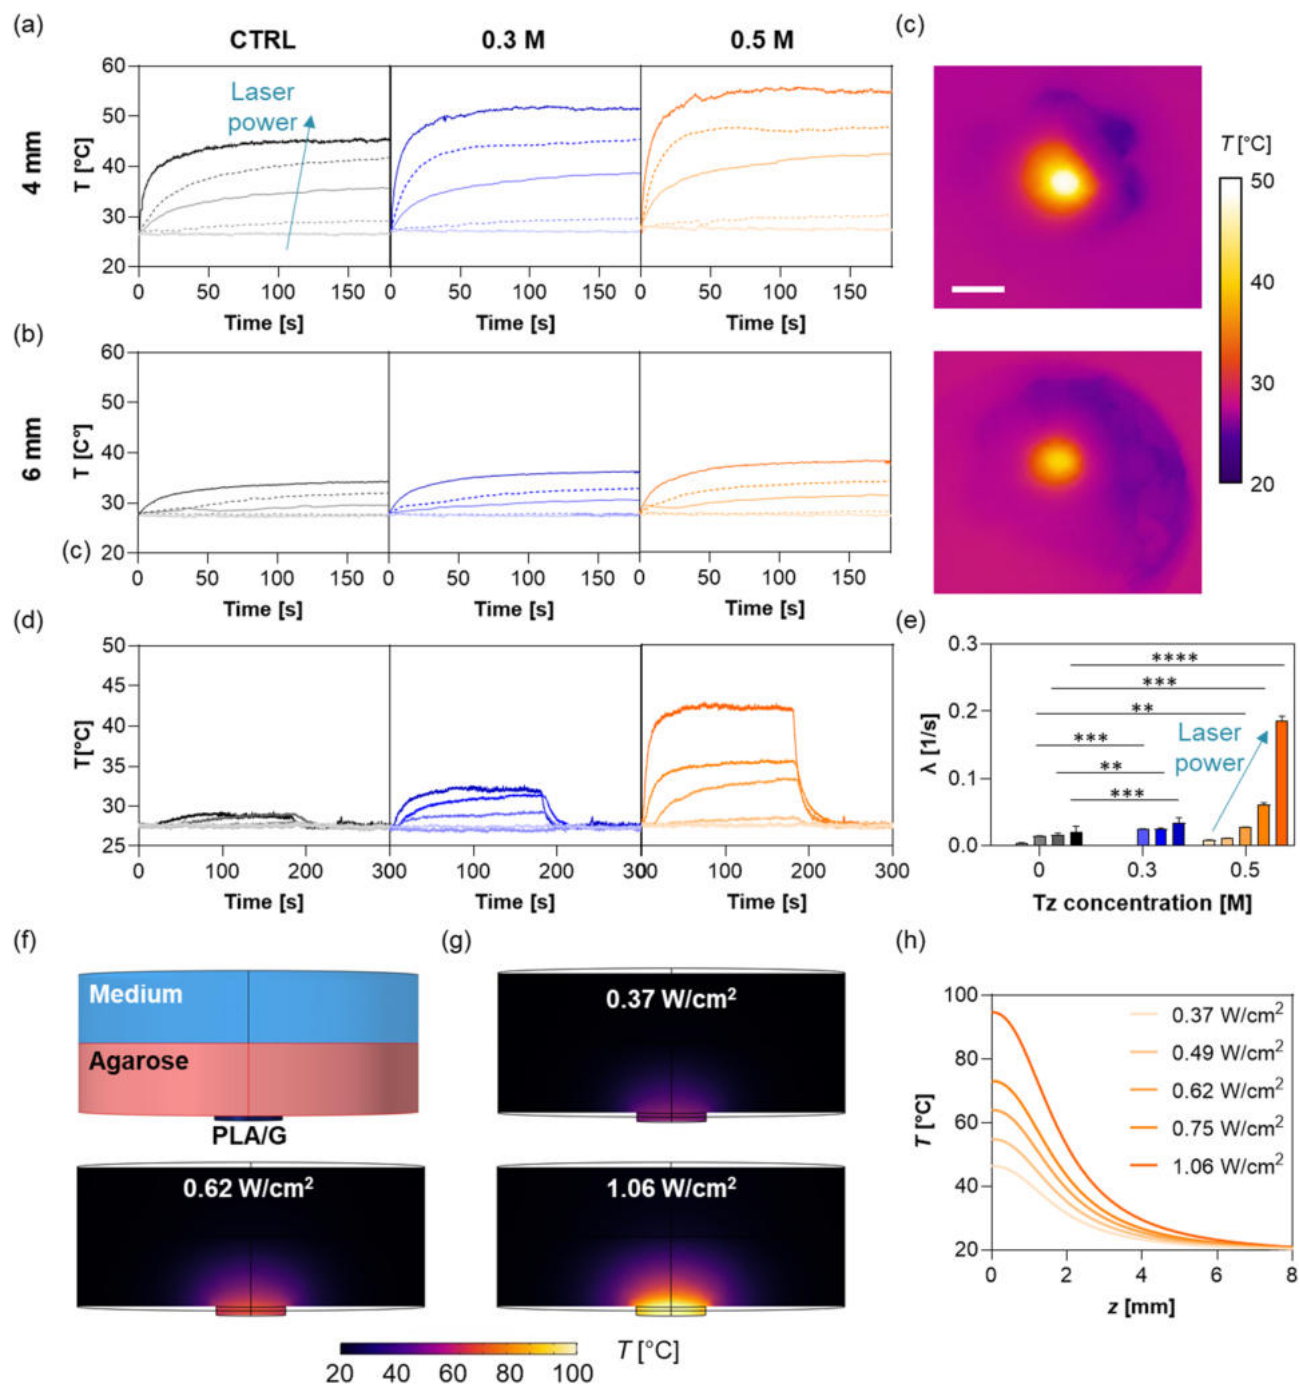 (a)
CTRL
0.3 M
0.5 M
(c)
4 mm
T [°C]
60
50
40
30
20
Laser
power
0 50 100 150
0 50 100 150
0 50 100 150
Time [s]
Time [s]
Time [s]
T [°C]
50
40
30
20
(b)
6 mm
T [C°]
60
50
40
30
20
(c)
0 50 100 150
0 50 100 150
0 50 100 150
Time [s]
Time [s]
Time [s]
(d)
T[°C]
50
45
40
35
30
25
0 100 200 300
0 100 200 300
0 100 200 300
Time [s]
Time [s]
Time [s]
(e)
λ [1/s]
0.3
0.2
0.1
0.0
****
***
**
***
**
***
Laser
power
0 0.3 0.5
Tz concentration [M]
(f)
Medium
Agarose
PLA/G
(g)
0.37 W/cm²
0.62 W/cm²
1.06 W/cm²
T [°C]
20 40 60 80 100
(h)
T [°C]
100
80
60
40
20
0.37 W/cm²
0.49 W/cm²
0.62 W/cm²
0.75 W/cm²
1.06 W/cm²
0 2 4 6 8
z [mm]